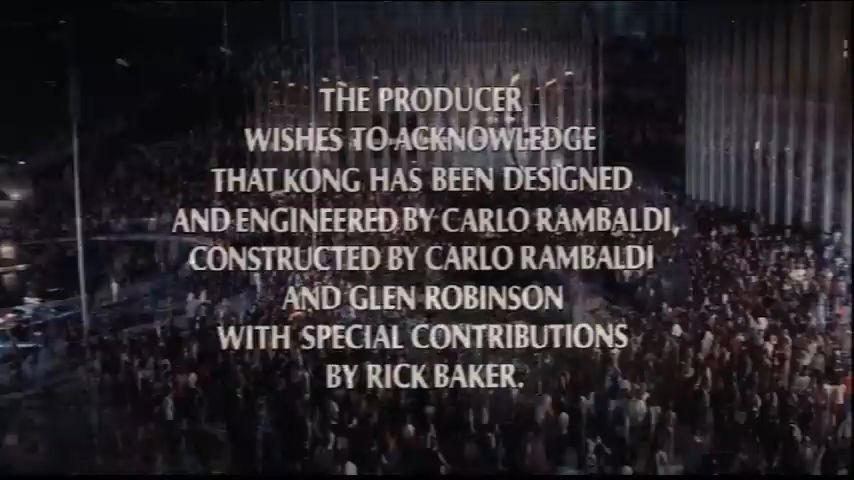 THE PRODUCER
WISHES TO ACKNOWLEDGE
THAT KONG HAS BEEN DESIGNED
AND ENGINEERED BY CARLO RAMBALDI,
CONSTRUCTED BY CARLO RAMBALDI
AND GLEN ROBINSON
WITH SPECIAL CONTRIBUTIONS
BY RICK BAKER.